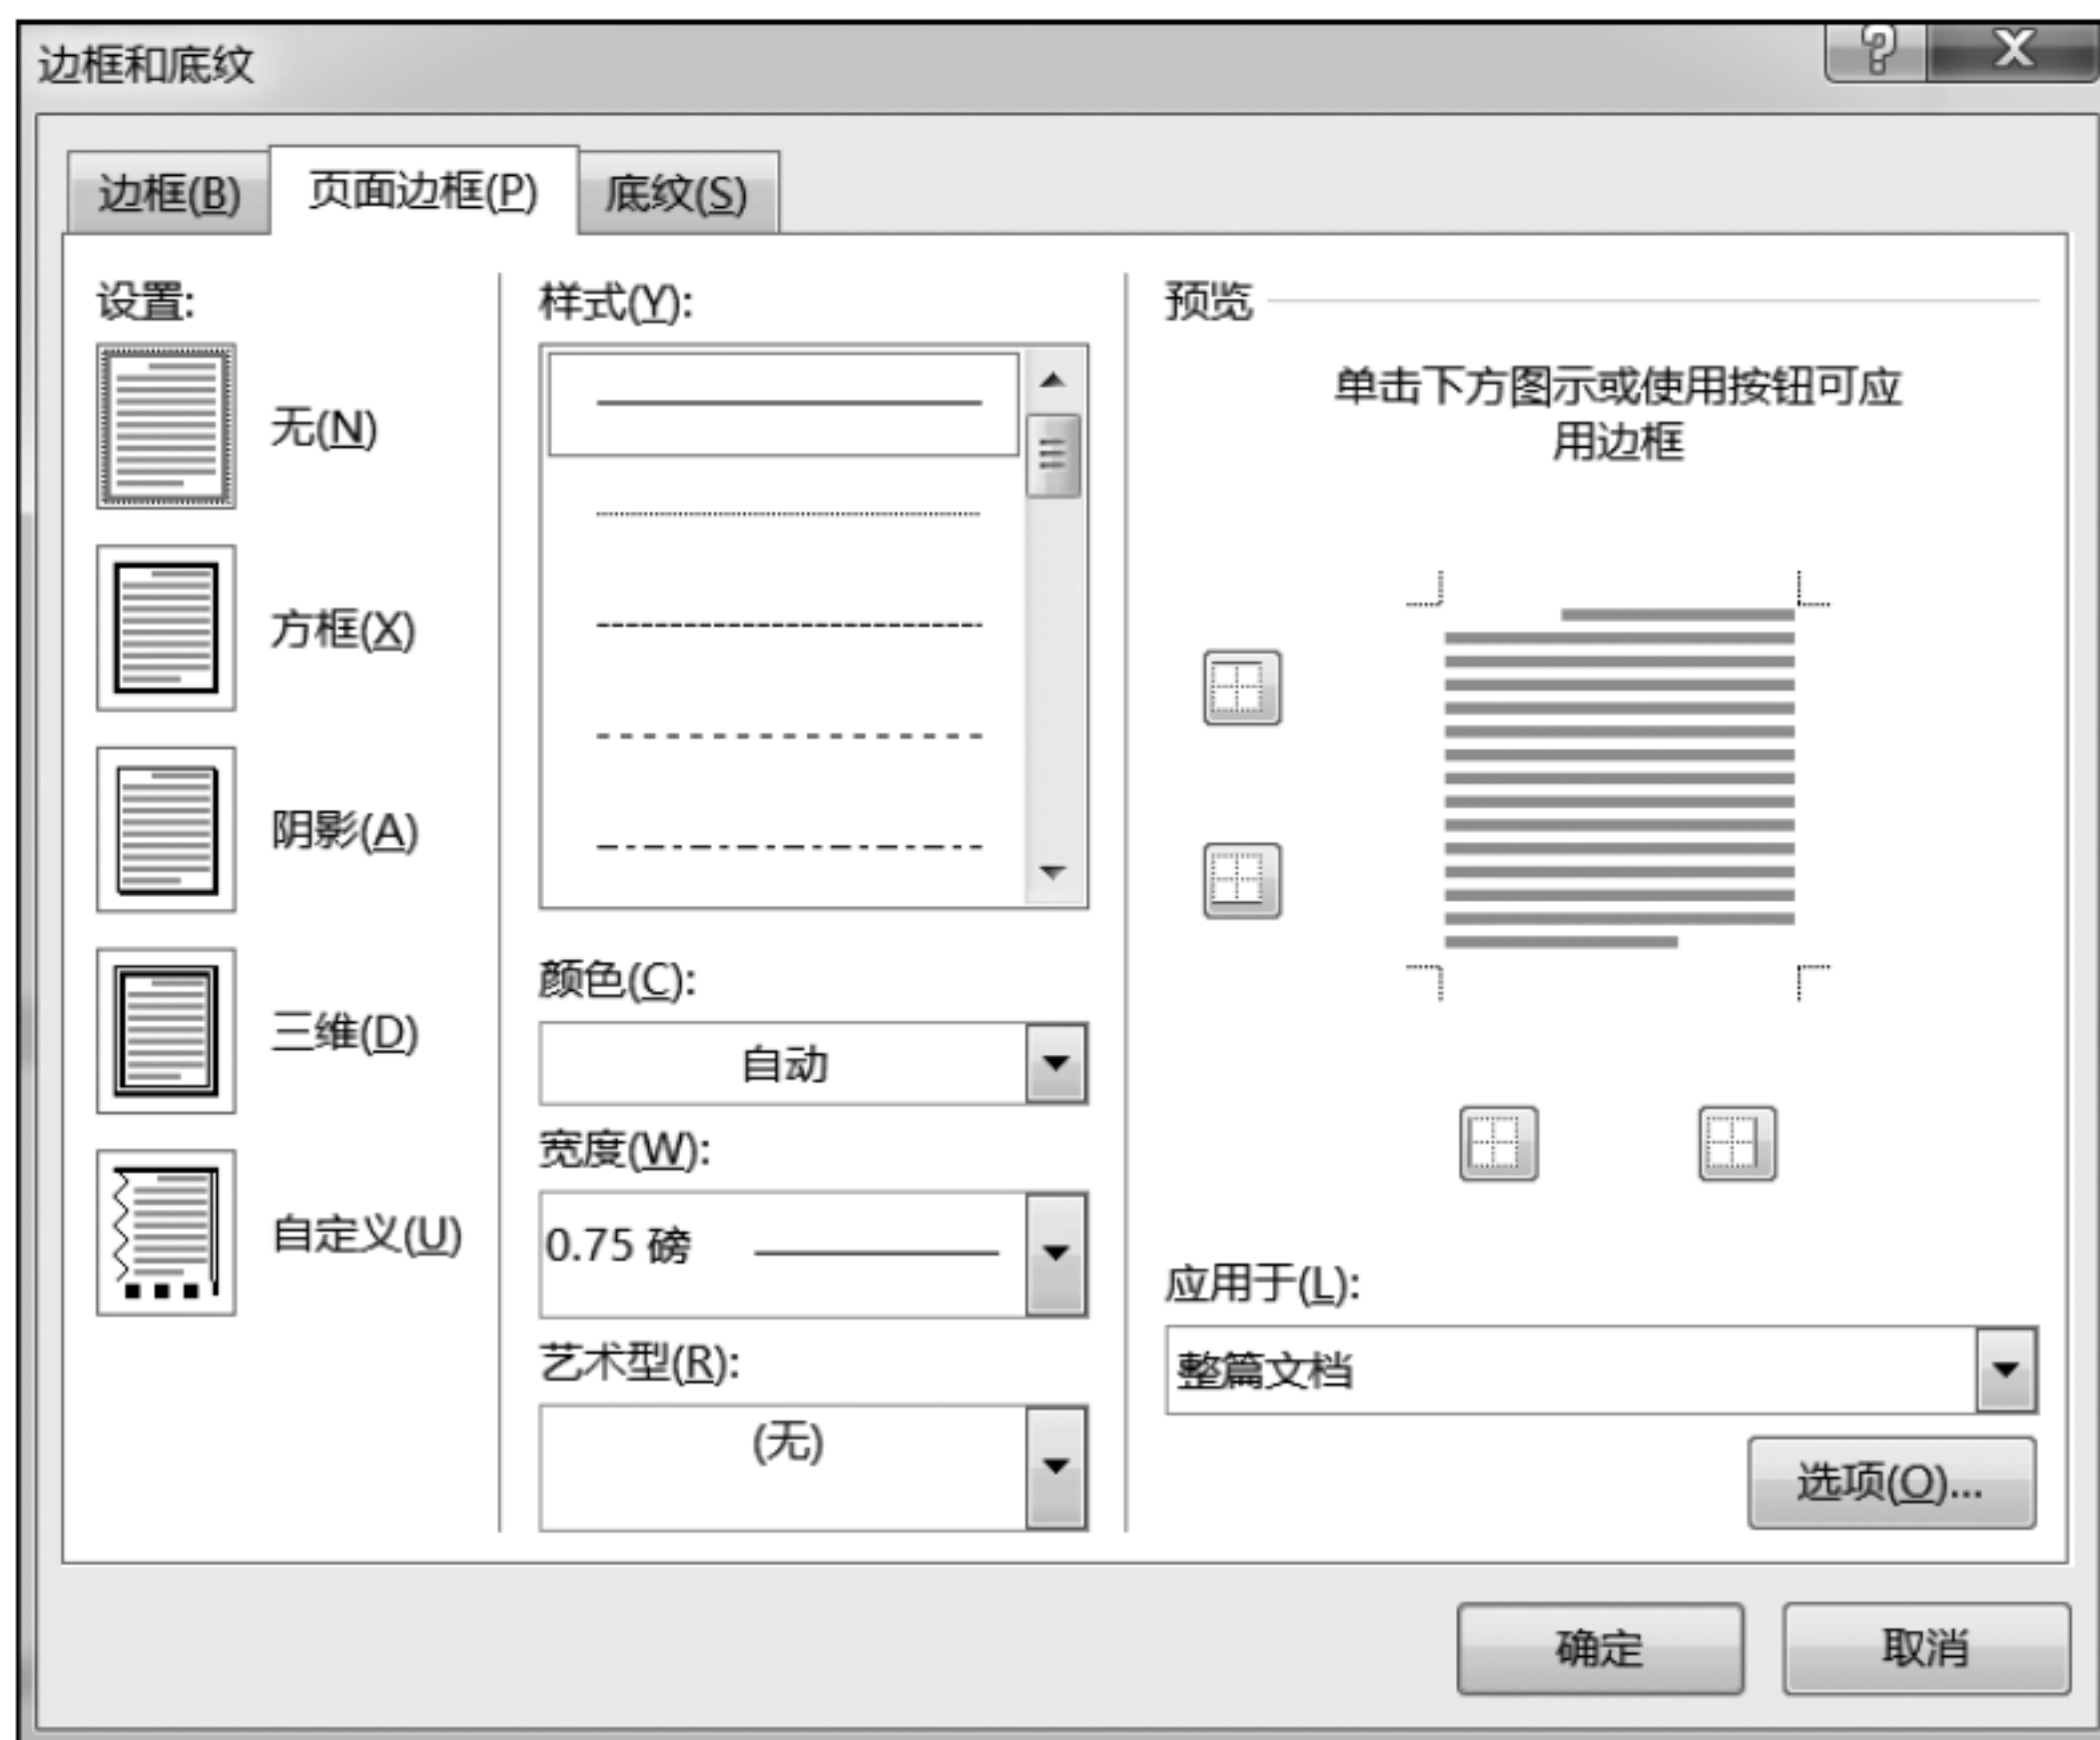 边框和底纹
边框(B)
页面边框(P)
底纹(S)
设置:
无(N)
方框(X)
阴影(A)
三维(D)
自定义(U)
样式(Y):
颜色(C):
自动
宽度(W):
0.75 磅
艺术型(R):
(无)
预览
单击下方图示或使用按钮可应
用边框
应用于(L):
整篇文档
选项(O)...
确定
取消